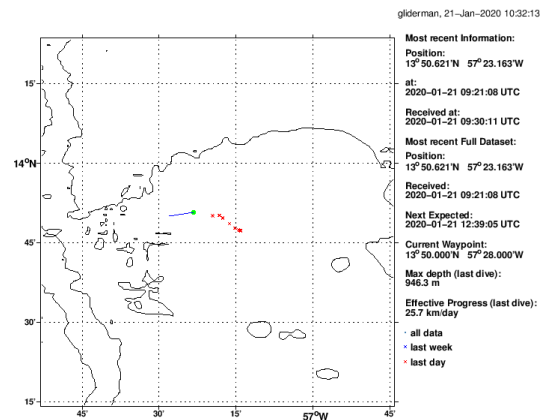 gliderman, 21-Jan-2020 10:32:13
Most recent Information:
Position:
13°50.621'N 57°23.163'W
at:
2020-01-21 09:21:08 UTC
Received at:
2020-01-21 09:30:11 UTC
Most recent Full Dataset:
Position:
13°50.621'N 57°23.163'W
Received:
2020-01-21 09:21:08 UTC
Next Expected:
2020-01-21 12:39:05 UTC
Current Waypoint:
13°50.000'N 57°28.000'W
Max depth (last dive):
946.3 m
Effective Progress (last dive):
25.7 km/day
all data
× last week
× last day
15'
14°N
45'
30'
15'
45'
30'
15'
57°W
45'